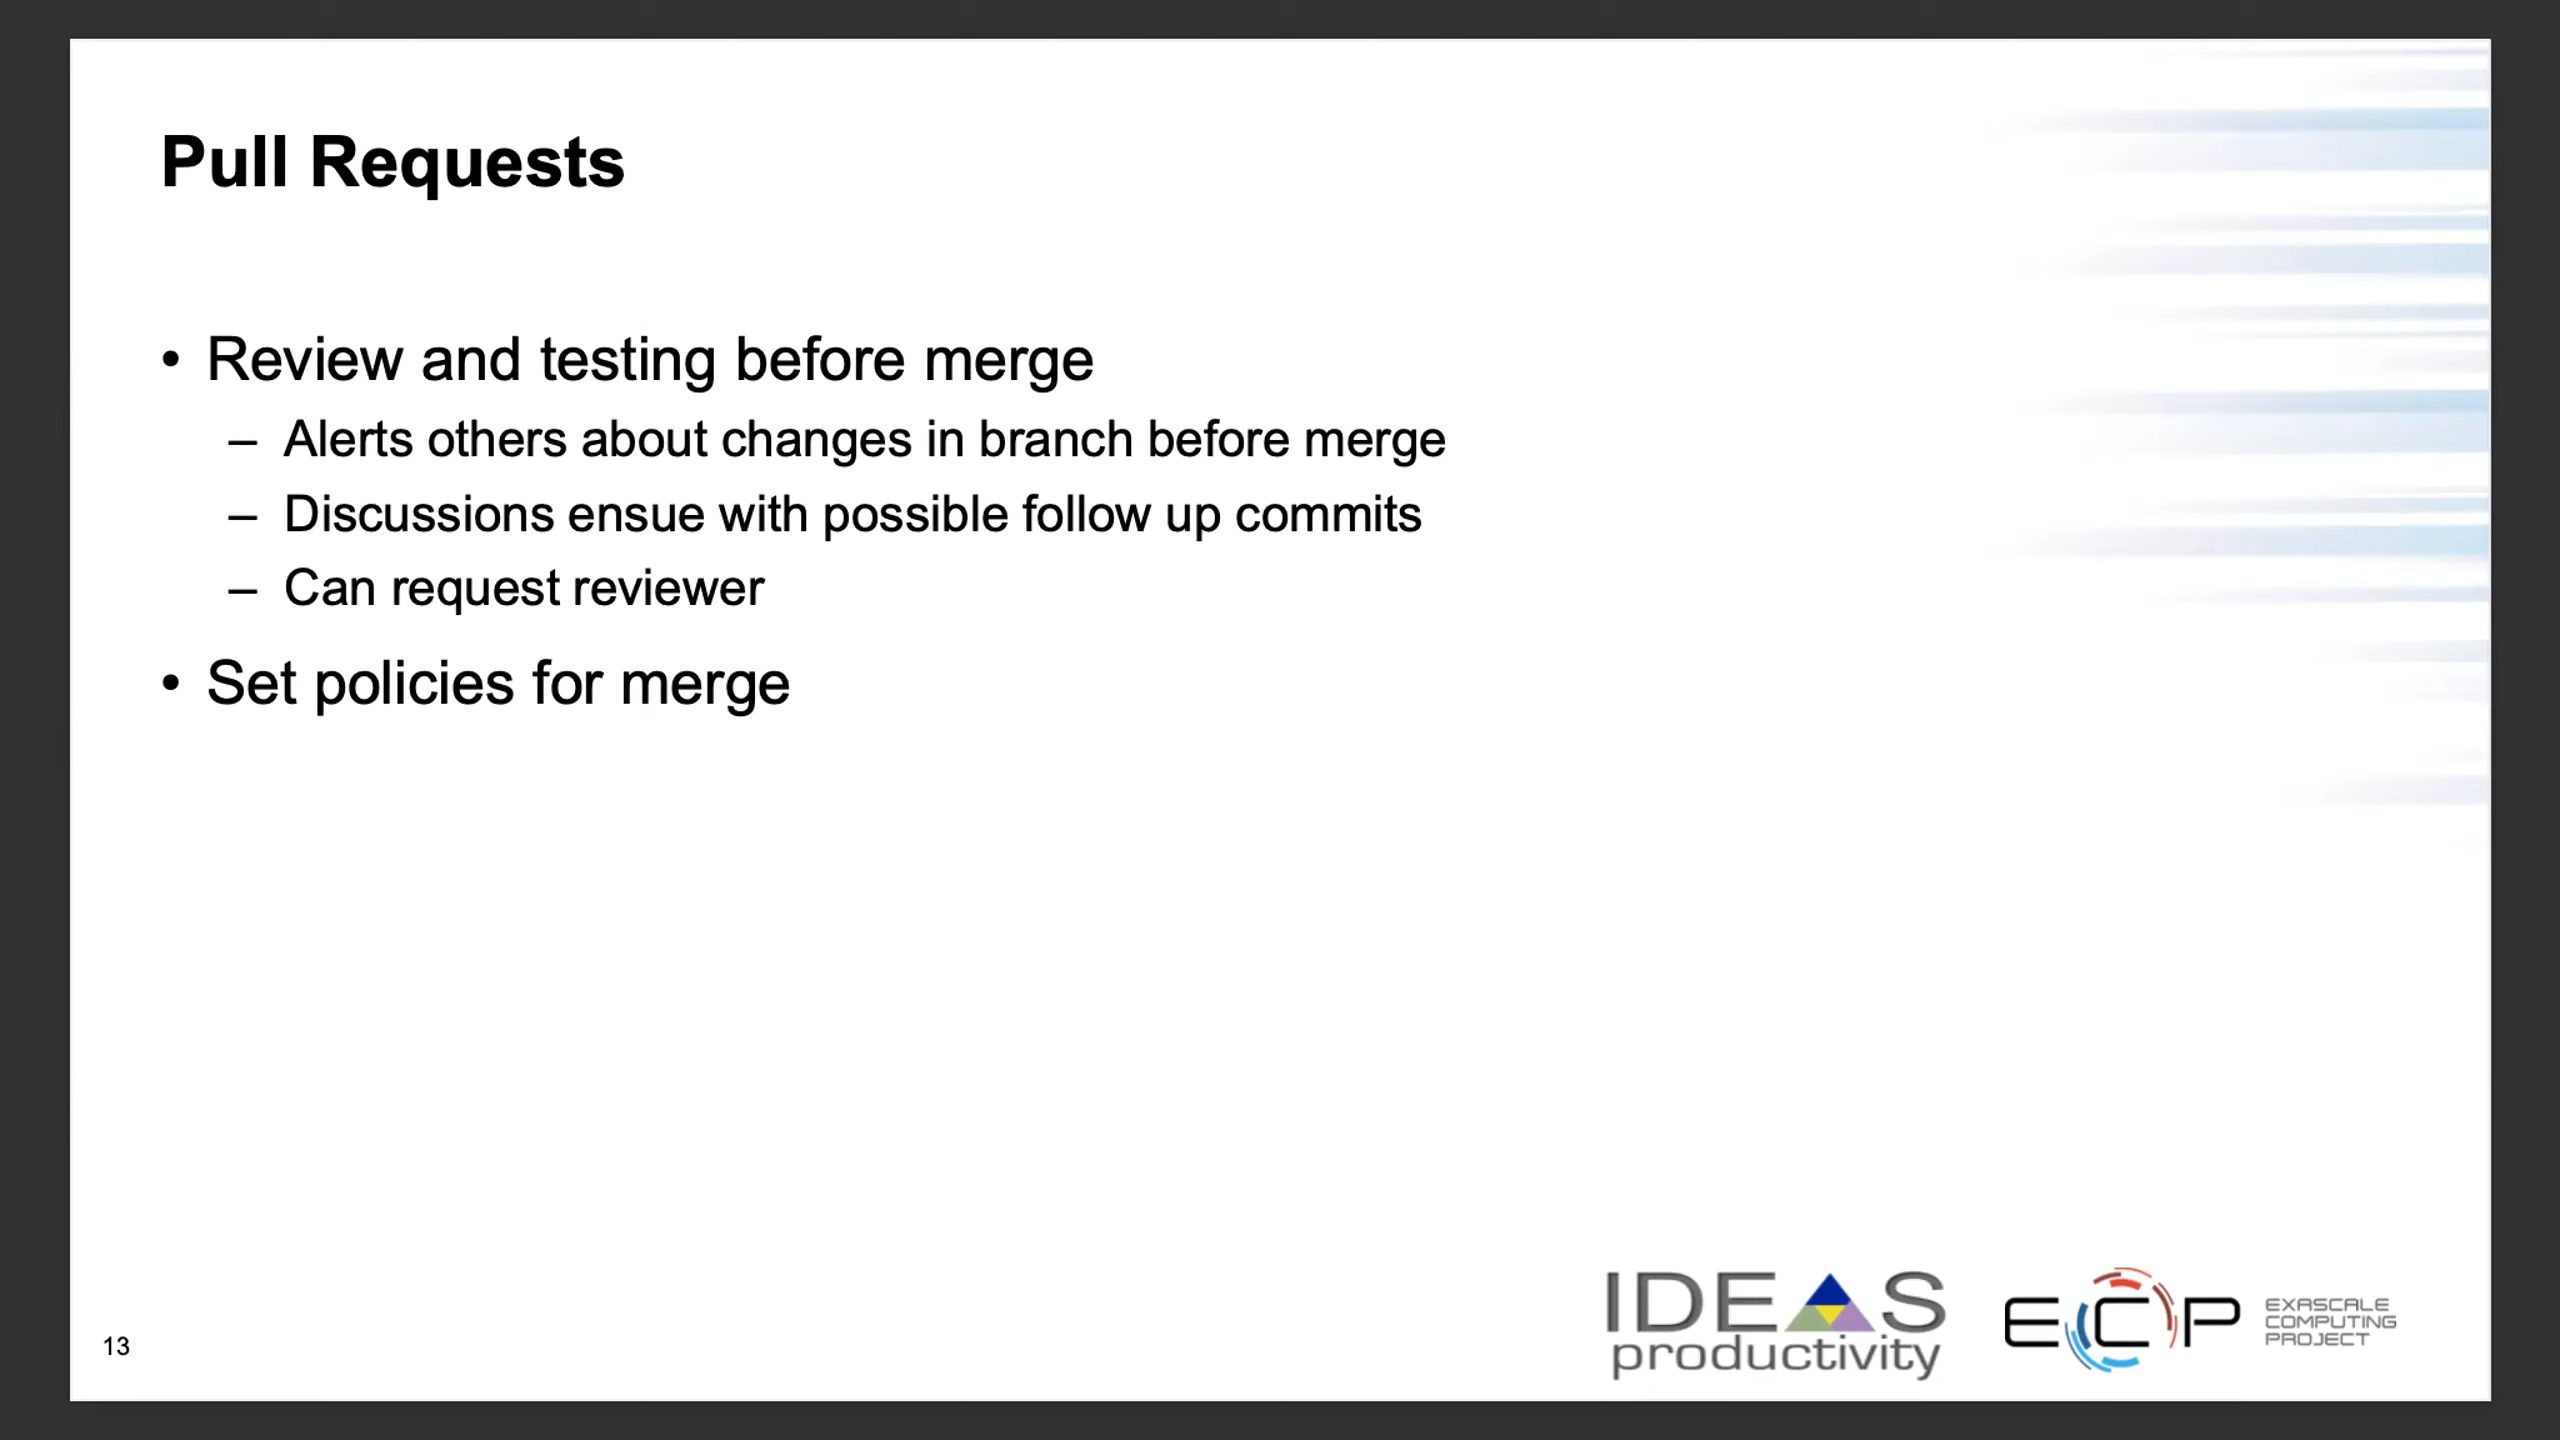 Pull Requests
• Review and testing before merge
– Alerts others about changes in branch before merge
– Discussions ensue with possible follow up commits
– Can request reviewer
• Set policies for merge
13
IDEAS
productivity
ECP
EXASCALE
COMPUTING
PROJECT